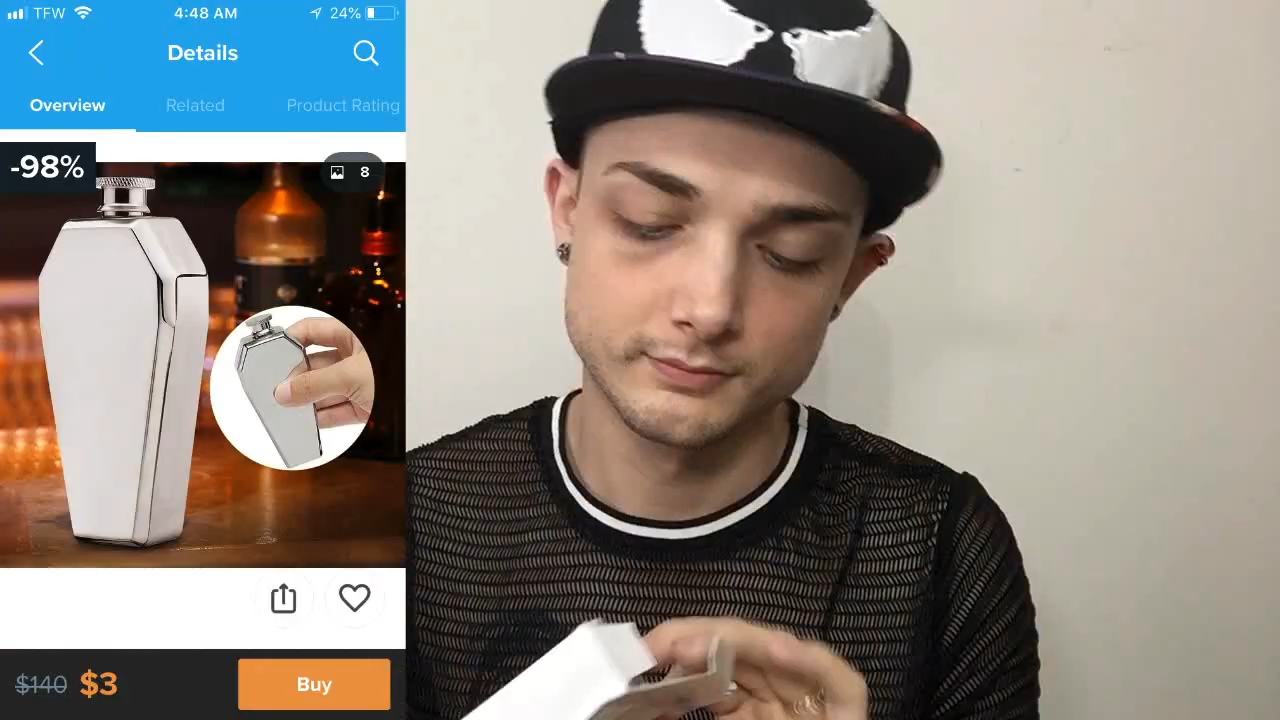 TFW 4:48 AM 24%
Details
Overview Related Product Rating
-98%
8
$140 $3 Buy